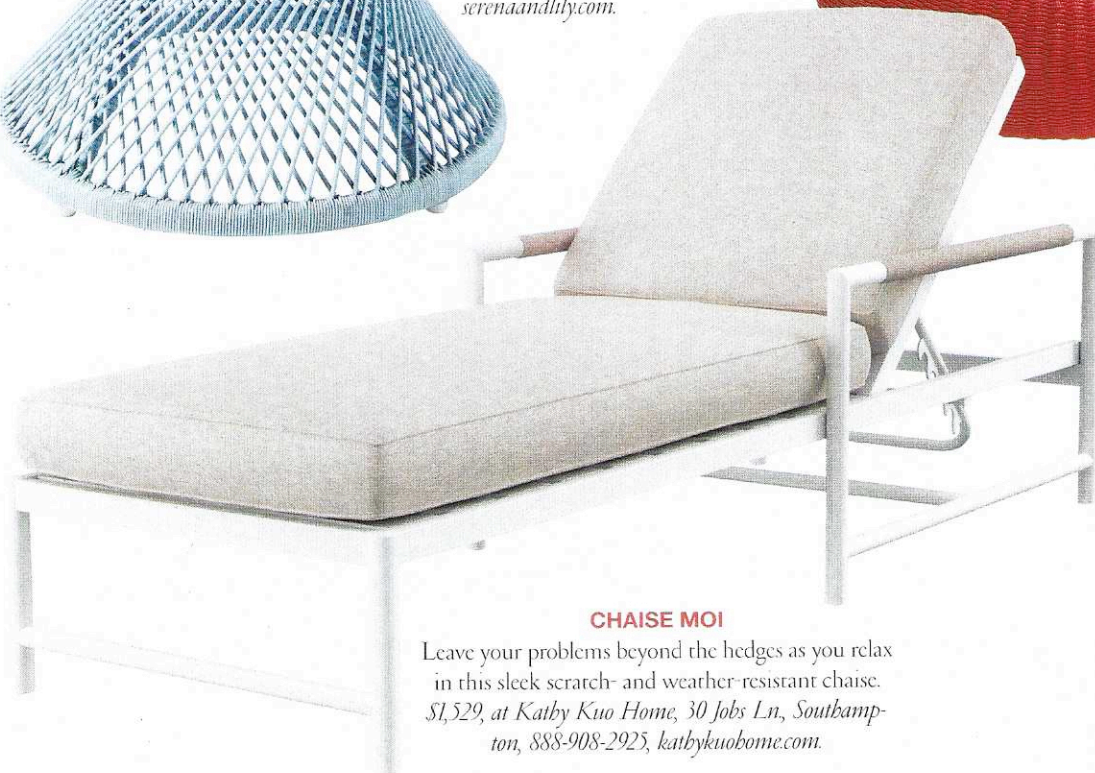 serenaandlily.com.
CHAISE MOI
Leave your problems beyond the hedges as you relax
in this sleek scratch- and weather-resistant chaise.
$1,529, at Kathy Kuo Home, 30 Jobs Ln., Southamp-
ton, 888-908-2925, kathykuohome.com.